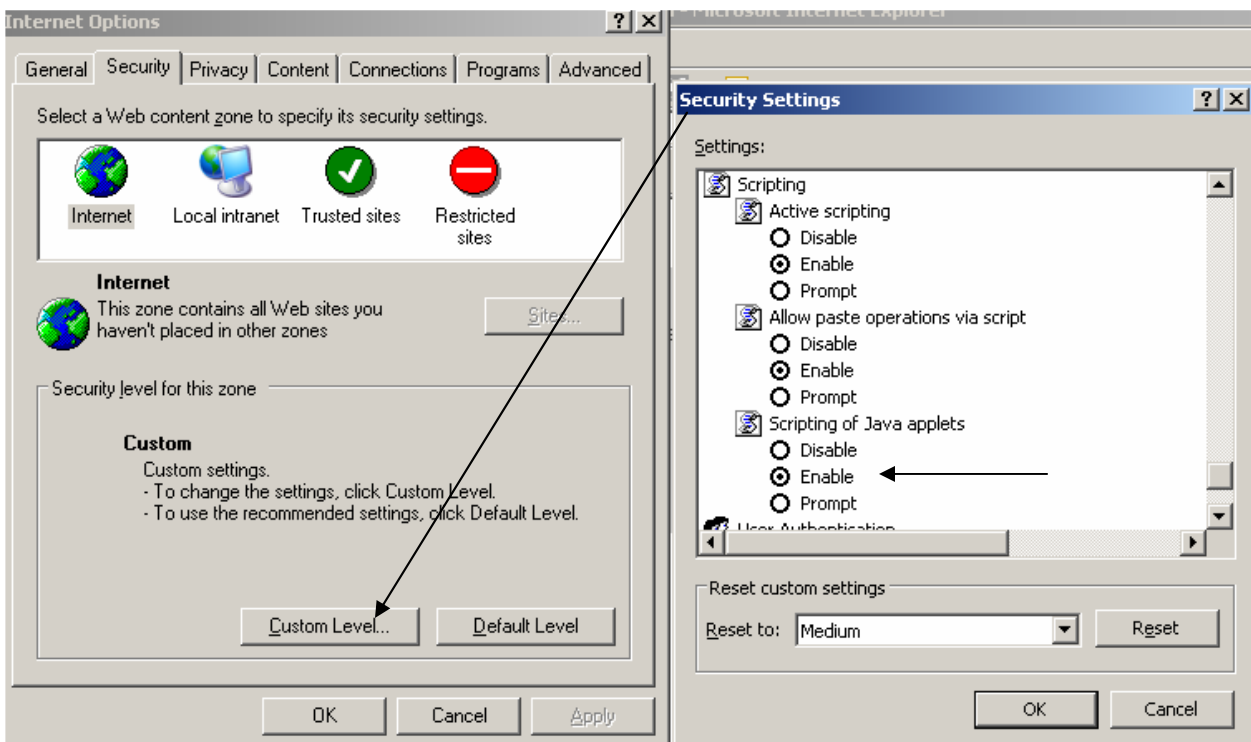 Internet Options
General Security Privacy Content Connections Programs Advanced
Select a Web content zone to specify its security settings.
Internet
Local intranet
Trusted sites
Restricted
sites
Internet
This zone contains all Web sites you
haven't placed in other zones
Sites...
Security level for this zone
Custom
Custom settings.
- To change the settings, click Custom Level.
- To use the recommended settings, click Default Level.
Custom Level...
Default Level
OK
Cancel
Apply
- Microsoft Internet Explorer
Security Settings
Settings:
Scripting
Active scripting
Disable
Enable
Prompt
Allow paste operations via script
Disable
Enable
Prompt
Scripting of Java applets
Disable
Enable
Prompt
User Authentication
Reset custom settings
Reset to: Medium
Reset
OK
Cancel